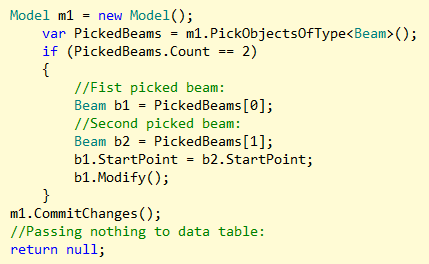 Model m1 = new Model();
    var PickedBeams = m1.PickObjectsOfType<Beam>();
    if (PickedBeams.Count == 2)
    {
        //Fist picked beam:
        Beam b1 = PickedBeams[0];
        //Second picked beam:
        Beam b2 = PickedBeams[1];
        b1.StartPoint = b2.StartPoint;
        b1.Modify();
    }
m1.CommitChanges();
//Passing nothing to data table:
return null;